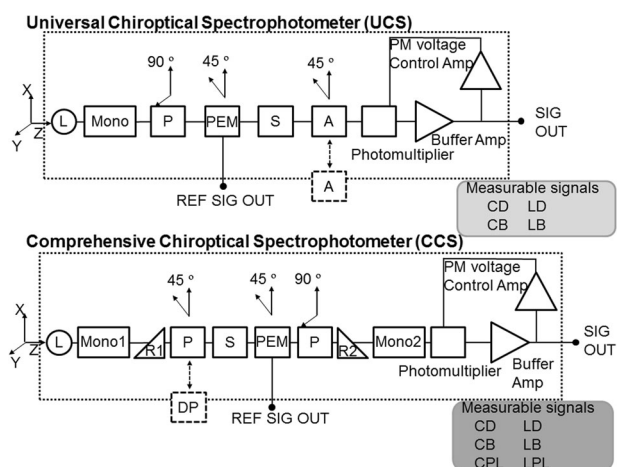 Universal Chiroptical Spectrophotometer (UCS)
PM voltage
Control Amp
90 º 45 º 45 º
X
Y
Z
L Mono P PEM S A
SIG
OUT
Photomultiplier Buffer Amp
A
REF SIG OUT
Measurable signals
CD LD
CB LB
Comprehensive Chiroptical Spectrophotometer (CCS)
PM voltage
Control Amp
45 º 45 º 90 º
X
Y
Z
L Mono1 R1 P S PEM P R2 Mono2
SIG
OUT
Photomultiplier Buffer
Amp
DP
REF SIG OUT
Measurable signals
CD LD
CB LB
CPL LPL